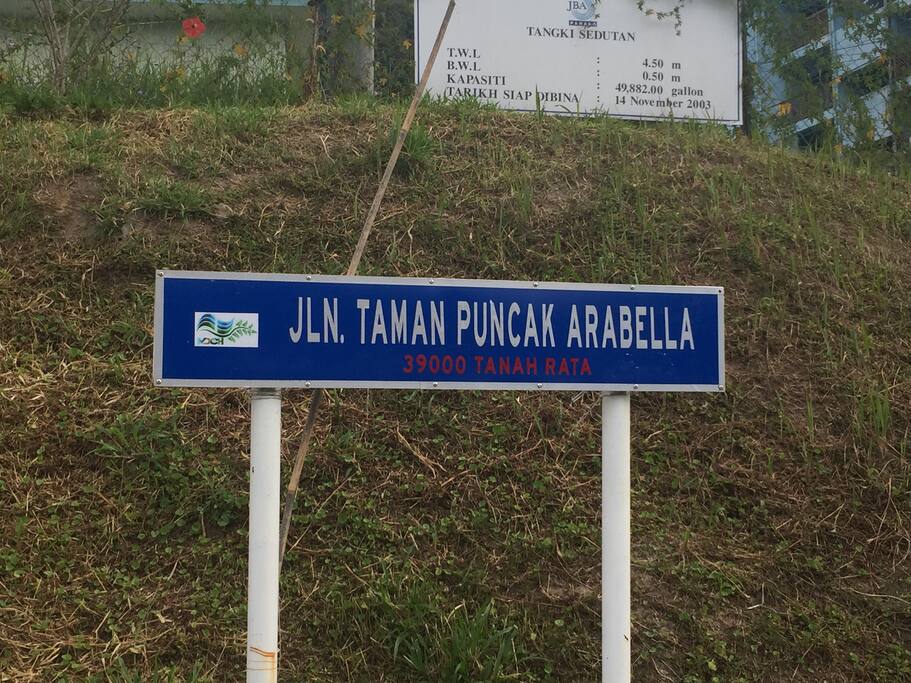 JBA
PAHANG
TANGKI SEDUTAN
T.W.L : 4.50 m
B.W.L : 0.50 m
KAPASITI : 49,882.00 gallon
TARIKH SIAP DIBINA : 14 November 2003
JLN. TAMAN PUNCAK ARABELLA
39000 TANAH RATA